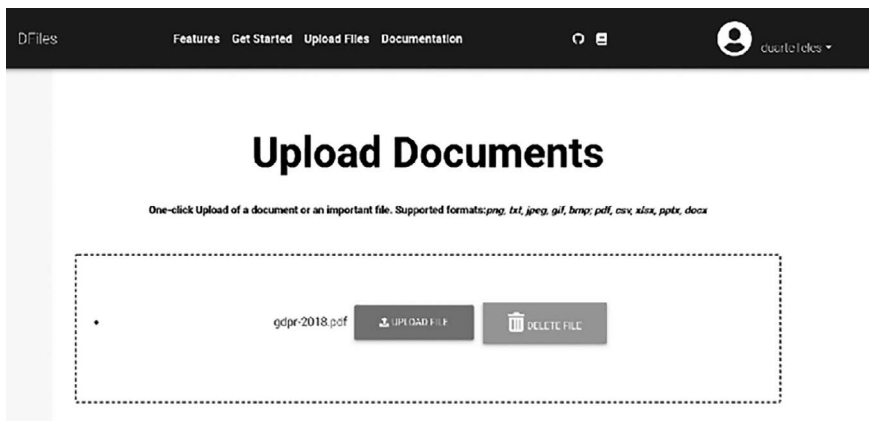 DFiles Features Get Started Upload Files Documentation duarteTeles
Upload Documents
One-click Upload of a document or an important file. Supported formats:png, txt, jpeg, gif, bmp; pdf, csv, xlsx, pptx, docx
gdpr-2018.pdf UPLOAD FILE DELETE FILE